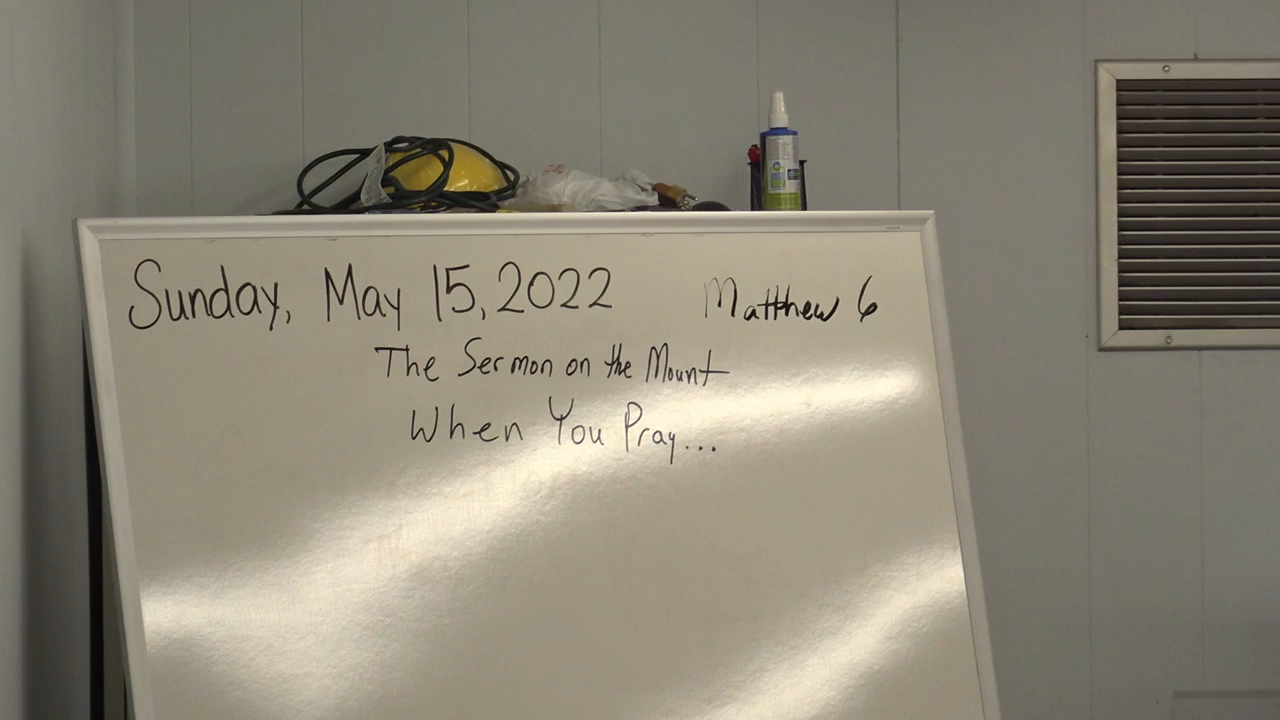 Sunday, May 15, 2022 Matthew 6
The Sermon on the Mount
When You Pray...